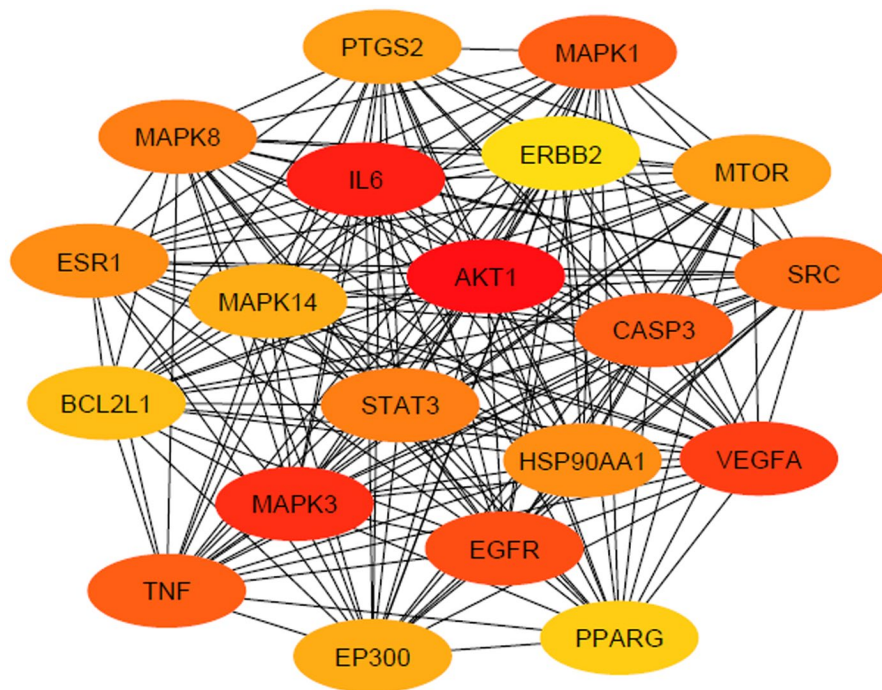 PTGS2
MAPK1
MAPK8
ERBB2
IL6
MTOR
ESR1
AKT1
SRC
MAPK14
CASP3
BCL2L1
STAT3
HSP90AA1
VEGFA
MAPK3
EGFR
TNF
PPARG
EP300